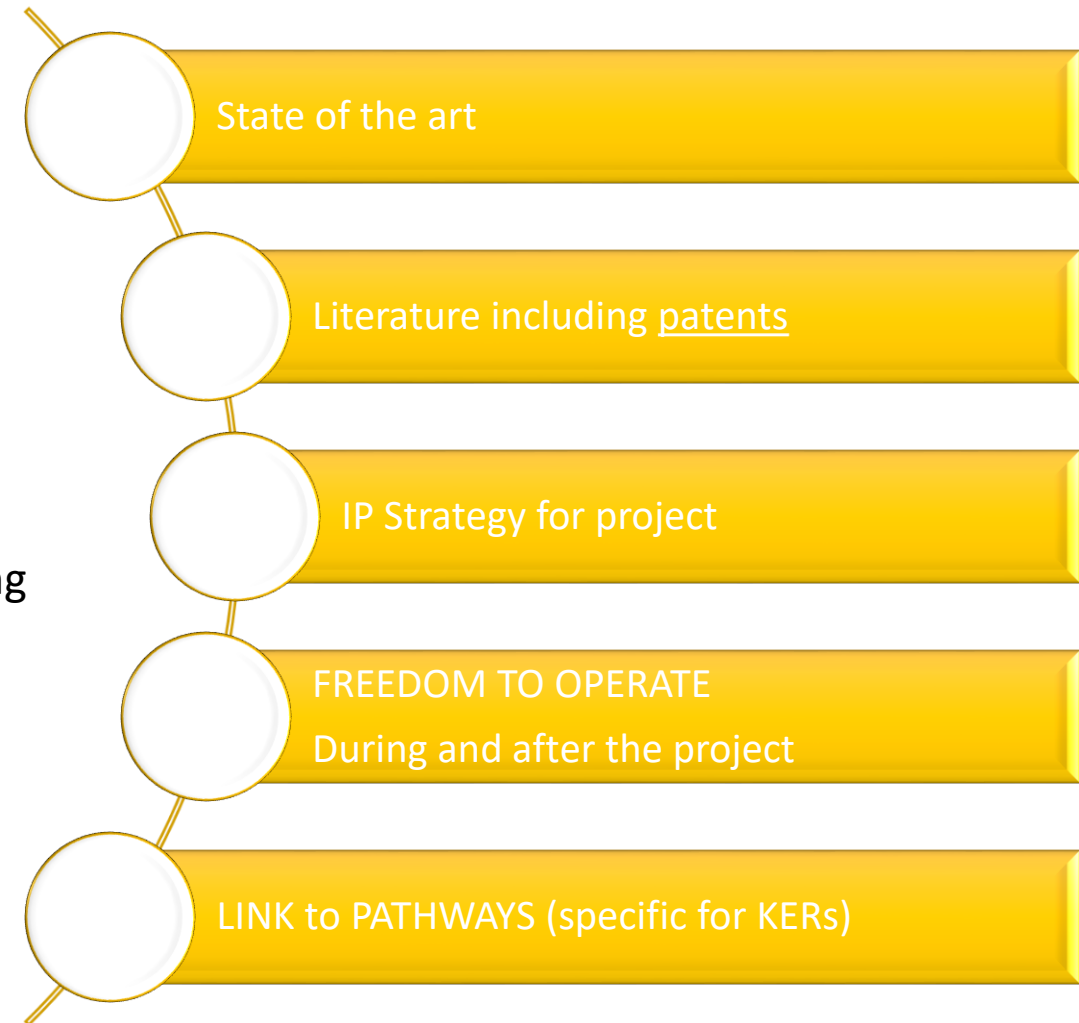 State of the art
Literature including patents
IP Strategy for project
FREEDOM TO OPERATE
During and after the project
LINK to PATHWAYS (specific for KERs)